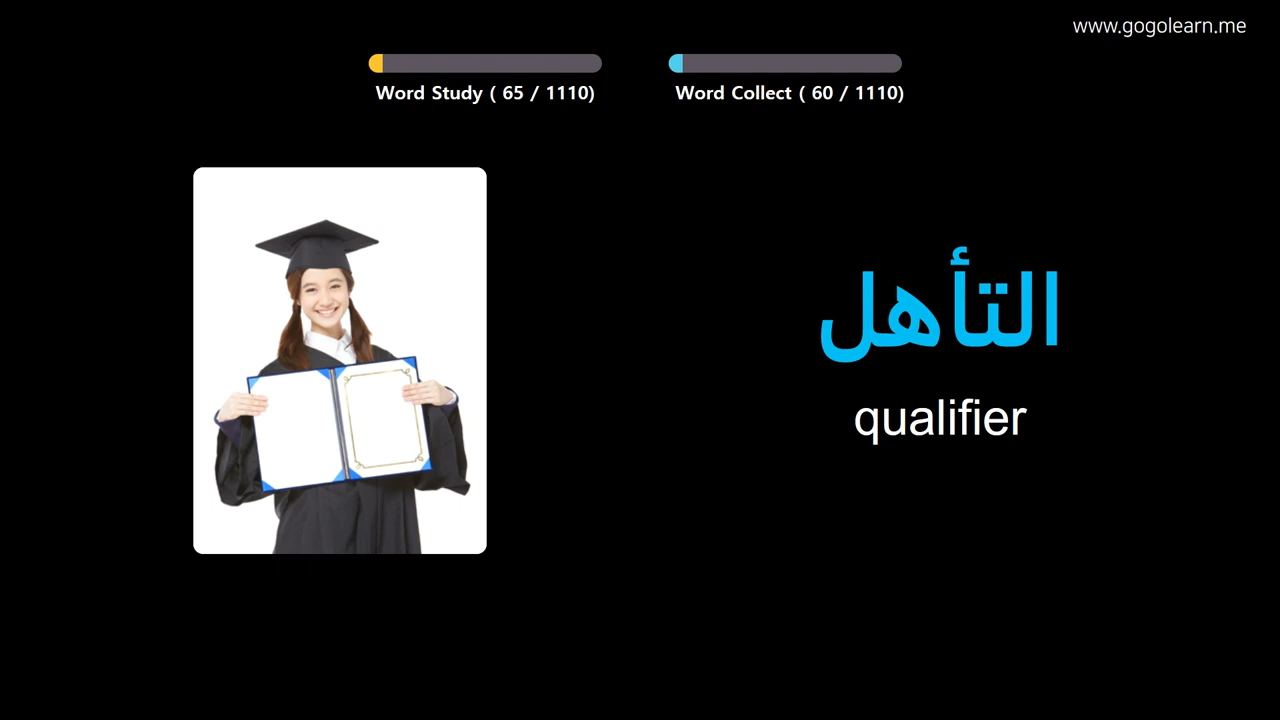 www.gogolearn.me
Word Study ( 65 / 1110)
Word Collect ( 60 / 1110)
التأهل
qualifier